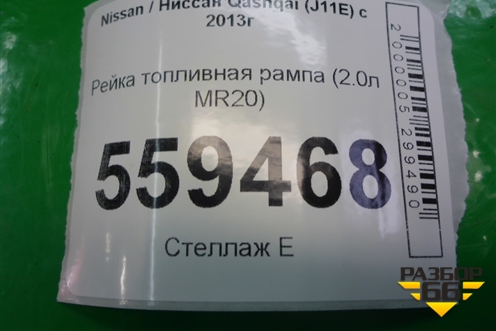 Nissan / Ниссан Qashqai (J11E) с
2013г
Рейка топливная рампа (2.0л
MR20)
559468
Стеллаж Е
2000005299490
РАЗБОР
66